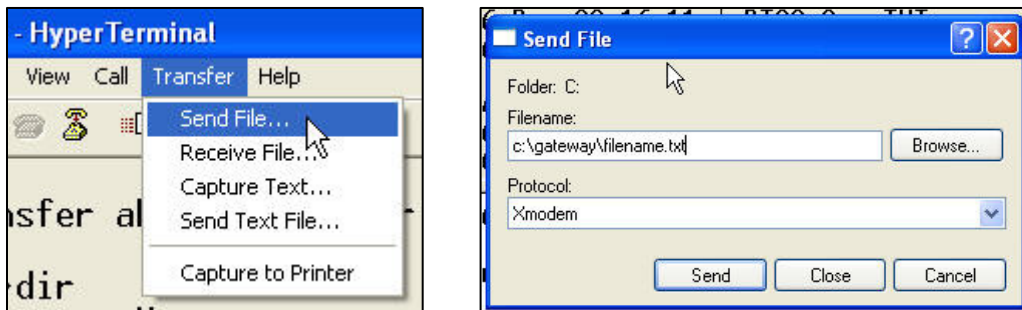 - HyperTerminal
View Call Transfer Help
Send File...
Receive File...
Capture Text...
Send Text File...
Capture to Printer
nsfer al
dir
Send File
Folder: C:
Filename:
c:\gateway\filename.txt
Browse...
Protocol:
Xmodem
Send Close Cancel